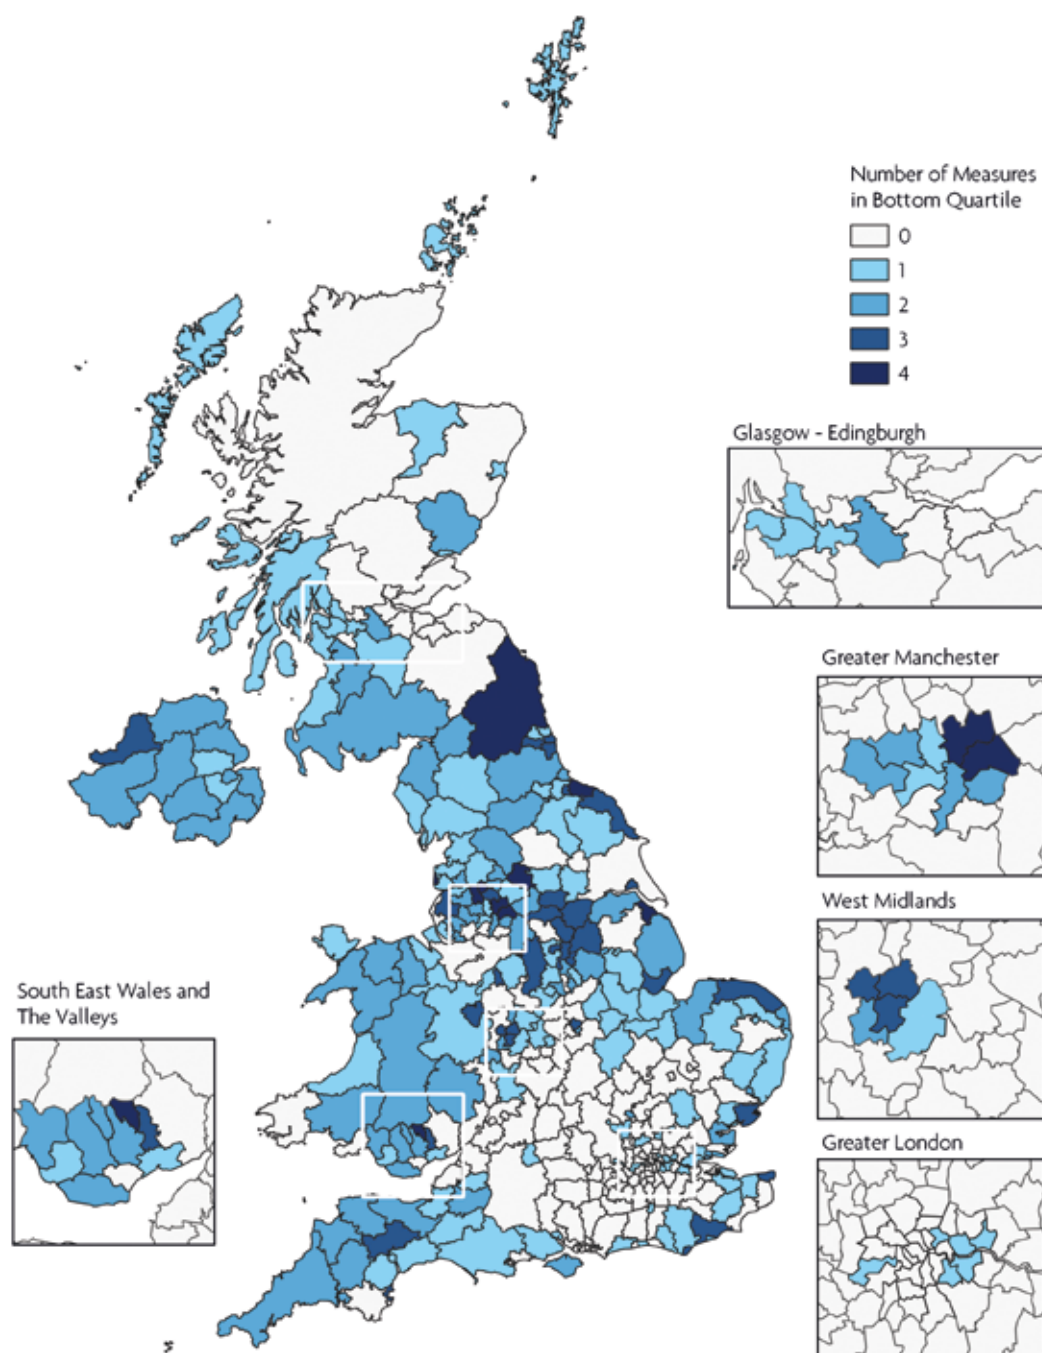 Number of Measures
in Bottom Quartile
0
1
2
3
4
Glasgow - Edingburgh
Greater Manchester
West Midlands
South East Wales and
The Valleys
Greater London